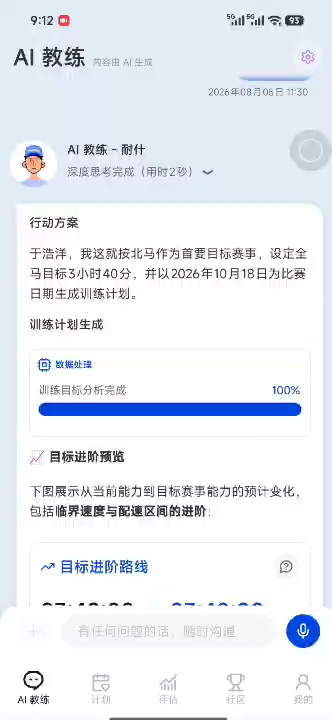 9:12
5G 5G 93
AI 教练 内容由 AI 生成
2026年08月05日 11:30
AI 教练 - 耐什
深度思考完成（用时2秒）
行动方案
于浩洋，我这就按北马作为首要目标赛事，设定全
马目标3小时40分，并以2026年10月18日为比赛
日期生成训练计划。
训练计划生成
数据处理
训练目标分析完成 100%
目标进阶预览
下图展示从当前能力到目标赛事能力的预计变化，
包括临界速度与配速区间的进阶：
目标进阶路线
有任何问题的话，随时沟通
AI 教练 计划 评估 社区 我的